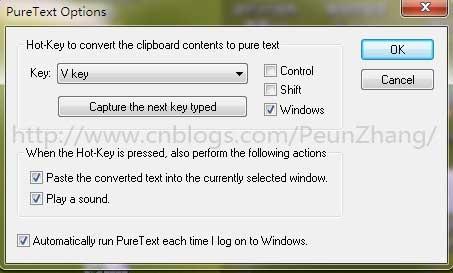 PureText Options
Hot-Key to convert the clipboard contents to pure text
OK
Key: V key
Control
Cancel
Shift
Capture the next key typed
Windows
http://www.cnblogs.com/PeunZhang/
When the Hot-Key is pressed, also perform the following actions
Paste the converted text into the currently selected window.
Play a sound.
Automatically run PureText each time I log on to Windows.